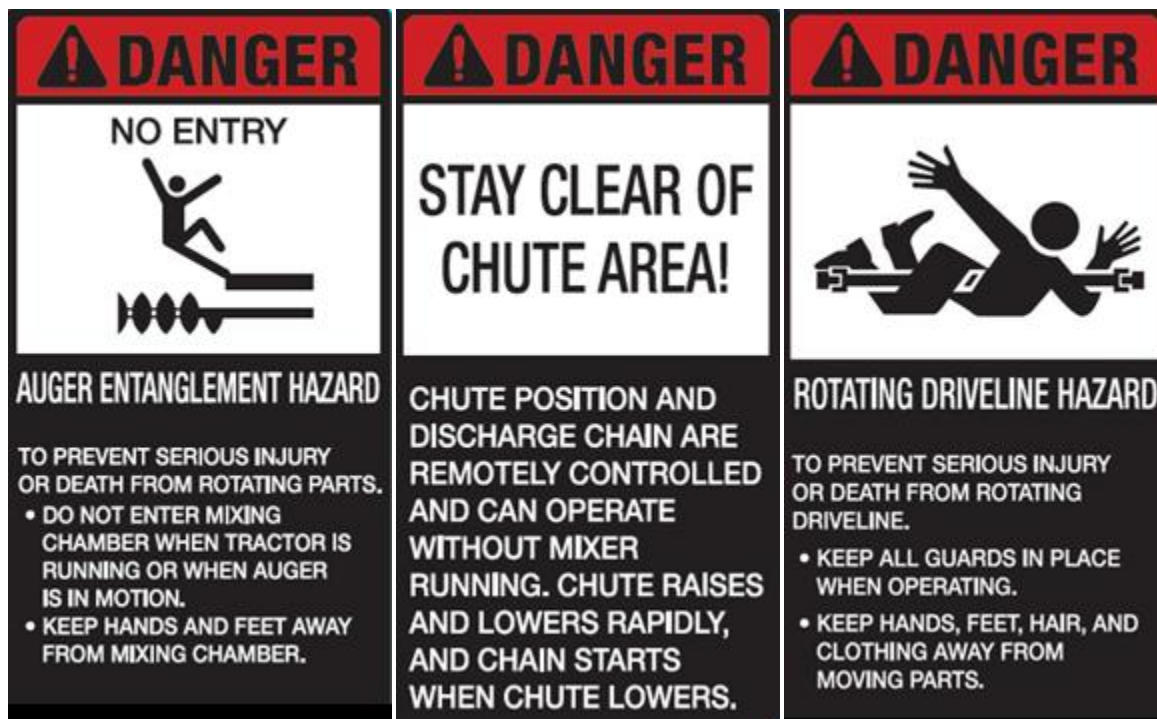 DANGER
NO ENTRY
AUGER ENTANGLEMENT HAZARD
TO PREVENT SERIOUS INJURY
OR DEATH FROM ROTATING PARTS.
• DO NOT ENTER MIXING
CHAMBER WHEN TRACTOR IS
RUNNING OR WHEN AUGER
IS IN MOTION.
• KEEP HANDS AND FEET AWAY
FROM MIXING CHAMBER.
DANGER
STAY CLEAR OF
CHUTE AREA!
CHUTE POSITION AND
DISCHARGE CHAIN ARE
REMOTELY CONTROLLED
AND CAN OPERATE
WITHOUT MIXER
RUNNING. CHUTE RAISES
AND LOWERS RAPIDLY,
AND CHAIN STARTS
WHEN CHUTE LOWERS.
DANGER
ROTATING DRIVELINE HAZARD
TO PREVENT SERIOUS INJURY
OR DEATH FROM ROTATING
DRIVELINE.
• KEEP ALL GUARDS IN PLACE
WHEN OPERATING.
• KEEP HANDS, FEET, HAIR, AND
CLOTHING AWAY FROM
MOVING PARTS.